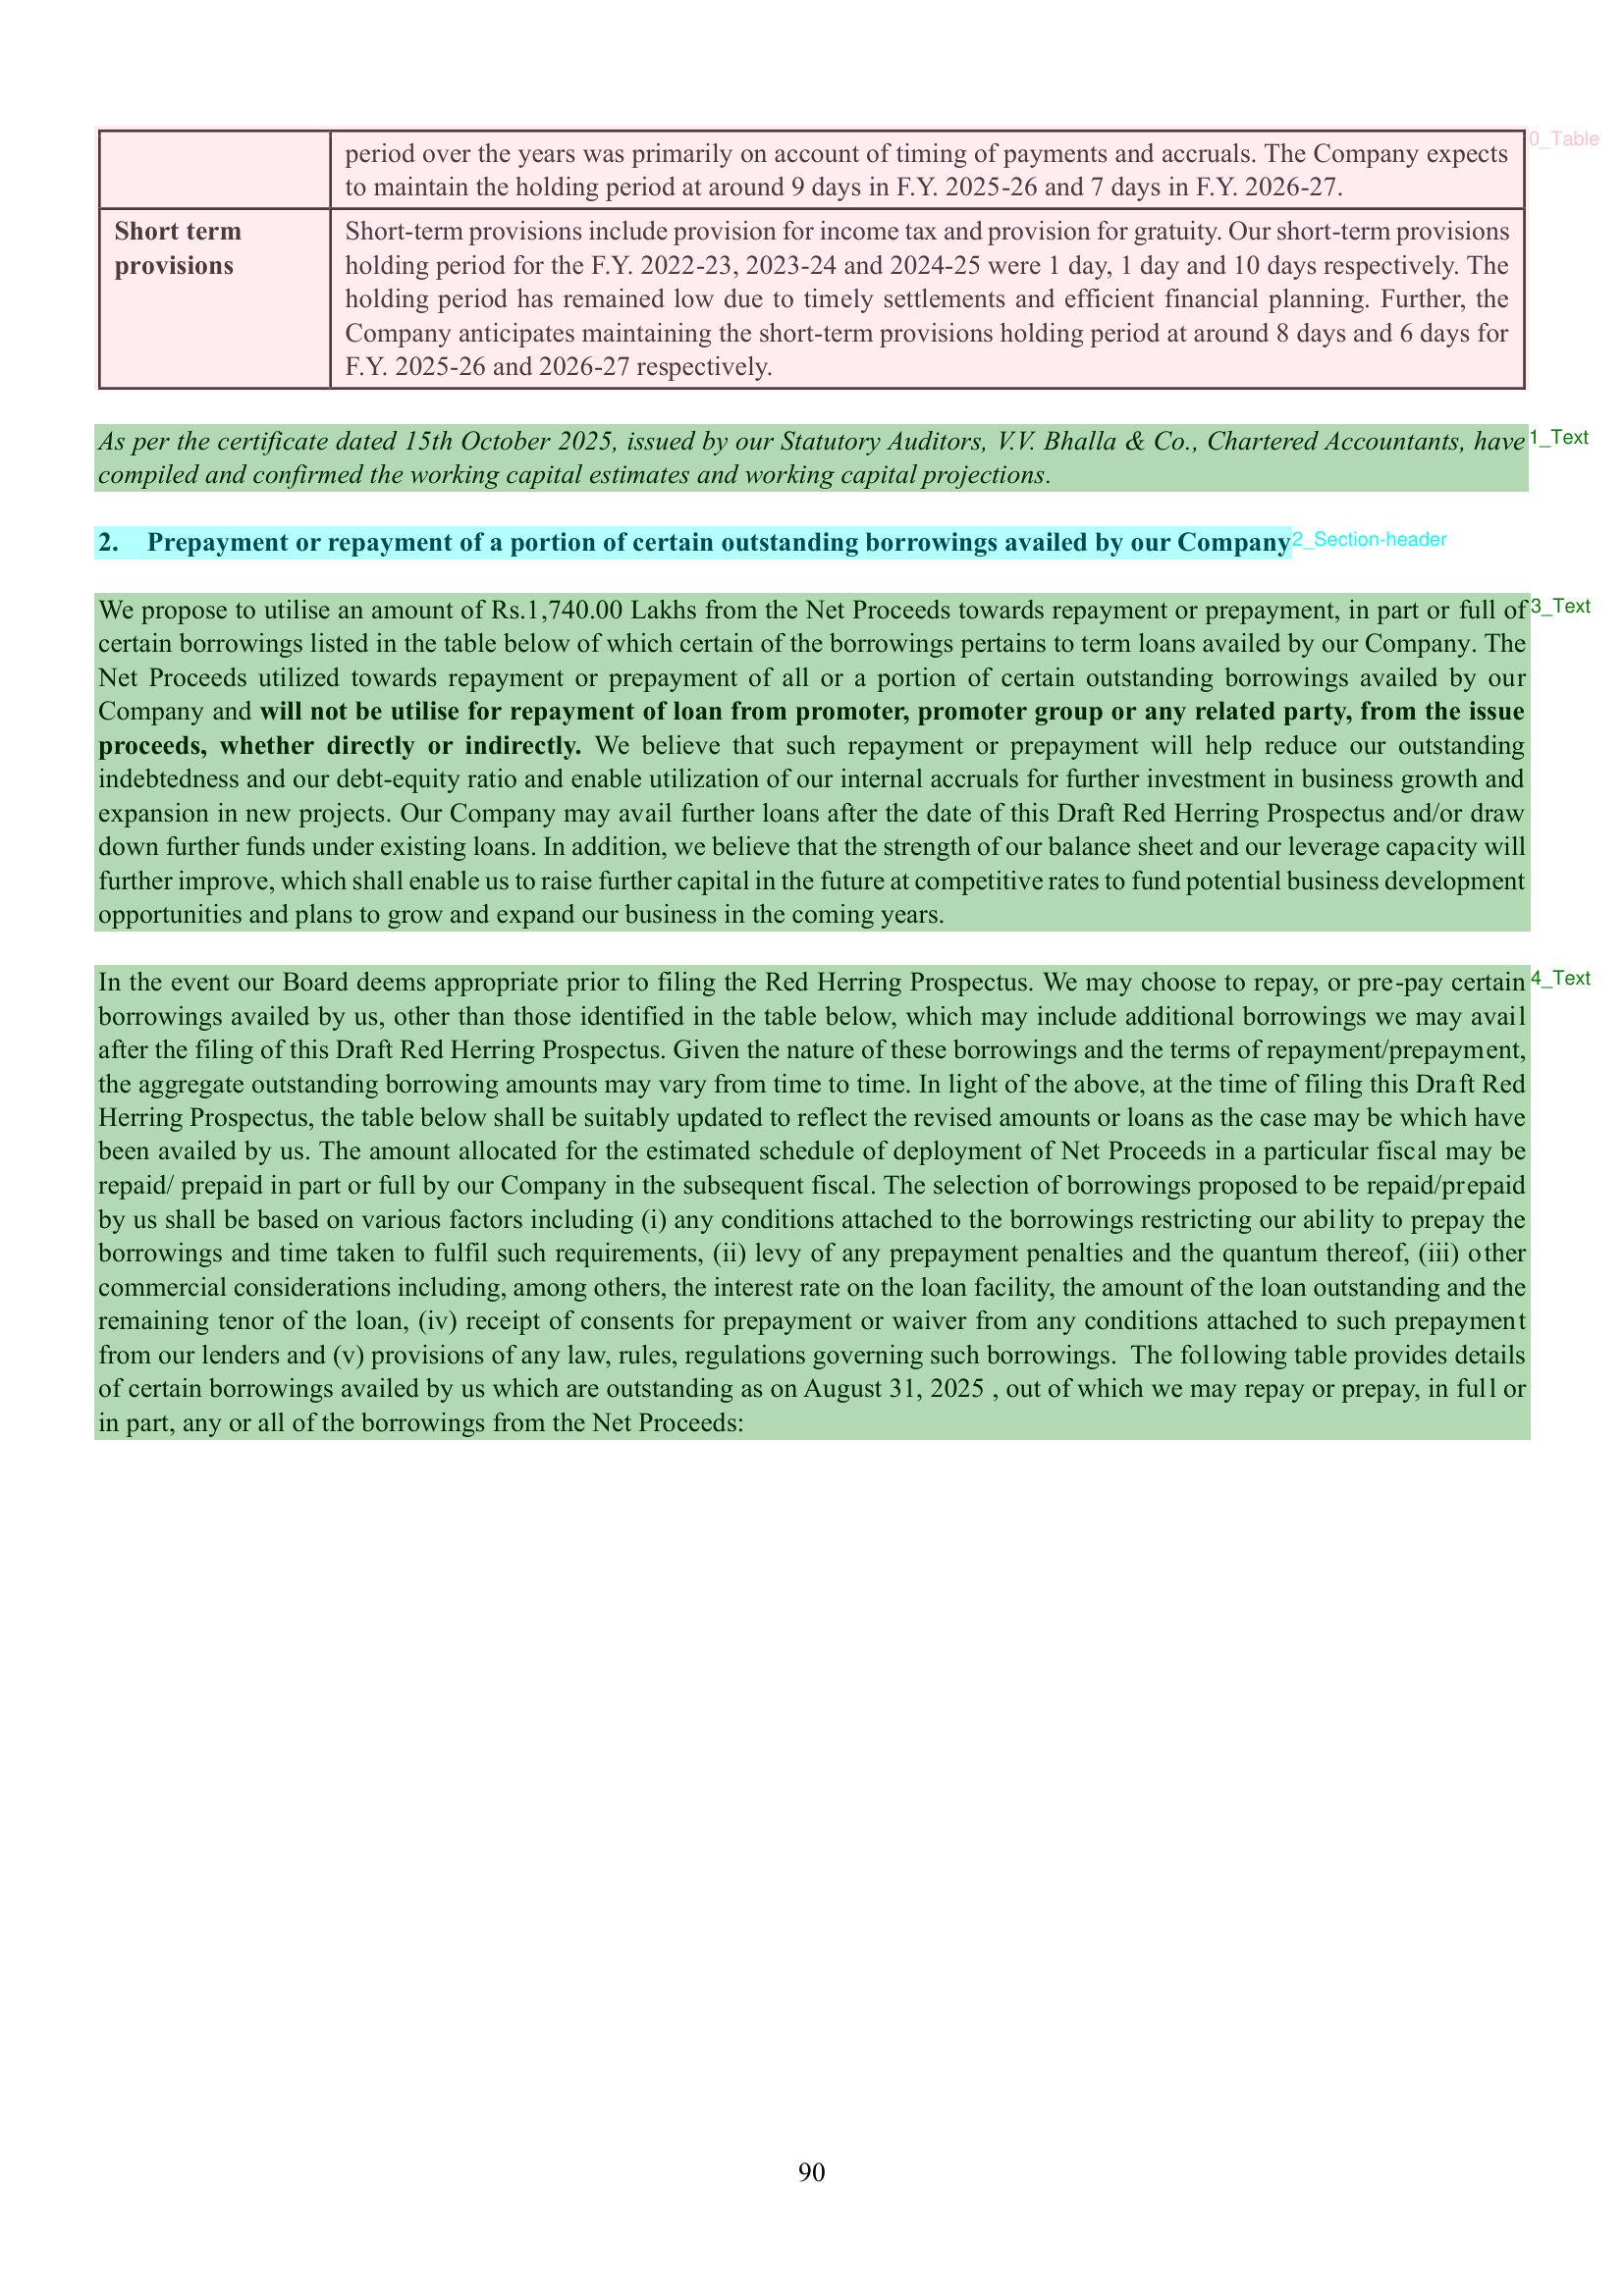 period over the years was primarily on account of timing of payments and accruals. The Company expects
to maintain the holding period at around 9 days in F.Y. 2025-26 and 7 days in F.Y. 2026-27.
0_Table
Short term
provisions
Short-term provisions include provision for income tax and provision for gratuity. Our short-term provisions
holding period for the F.Y. 2022-23, 2023-24 and 2024-25 were 1 day, 1 day and 10 days respectively. The
holding period has remained low due to timely settlements and efficient financial planning. Further, the
Company anticipates maintaining the short-term provisions holding period at around 8 days and 6 days for
F.Y. 2025-26 and 2026-27 respectively.
As per the certificate dated 15th October 2025, issued by our Statutory Auditors, V.V. Bhalla & Co., Chartered Accountants, have
1_Text
compiled and confirmed the working capital estimates and working capital projections.
2. Prepayment or repayment of a portion of certain outstanding borrowings availed by our Company
2_Section-header
We propose to utilise an amount of Rs.1,740.00 Lakhs from the Net Proceeds towards repayment or prepayment, in part or full of
3_Text
certain borrowings listed in the table below of which certain of the borrowings pertains to term loans availed by our Company. The
Net Proceeds utilized towards repayment or prepayment of all or a portion of certain outstanding borrowings availed by our
Company and will not be utilise for repayment of loan from promoter, promoter group or any related party, from the issue
proceeds, whether directly or indirectly. We believe that such repayment or prepayment will help reduce our outstanding
indebtedness and our debt-equity ratio and enable utilization of our internal accruals for further investment in business growth and
expansion in new projects. Our Company may avail further loans after the date of this Draft Red Herring Prospectus and/or draw
down further funds under existing loans. In addition, we believe that the strength of our balance sheet and our leverage capacity will
further improve, which shall enable us to raise further capital in the future at competitive rates to fund potential business development
opportunities and plans to grow and expand our business in the coming years.
In the event our Board deems appropriate prior to filing the Red Herring Prospectus. We may choose to repay, or pre-pay certain
4_Text
borrowings availed by us, other than those identified in the table below, which may include additional borrowings we may avail
after the filing of this Draft Red Herring Prospectus. Given the nature of these borrowings and the terms of repayment/prepayment,
the aggregate outstanding borrowing amounts may vary from time to time. In light of the above, at the time of filing this Draft Red
Herring Prospectus, the table below shall be suitably updated to reflect the revised amounts or loans as the case may be which have
been availed by us. The amount allocated for the estimated schedule of deployment of Net Proceeds in a particular fiscal may be
repaid/ prepaid in part or full by our Company in the subsequent fiscal. The selection of borrowings proposed to be repaid/prepaid
by us shall be based on various factors including (i) any conditions attached to the borrowings restricting our ability to prepay the
borrowings and time taken to fulfil such requirements, (ii) levy of any prepayment penalties and the quantum thereof, (iii) other
commercial considerations including, among others, the interest rate on the loan facility, the amount of the loan outstanding and the
remaining tenor of the loan, (iv) receipt of consents for prepayment or waiver from any conditions attached to such prepayment
from our lenders and (v) provisions of any law, rules, regulations governing such borrowings. The following table provides details
of certain borrowings availed by us which are outstanding as on August 31, 2025 , out of which we may repay or prepay, in full or
in part, any or all of the borrowings from the Net Proceeds:
90